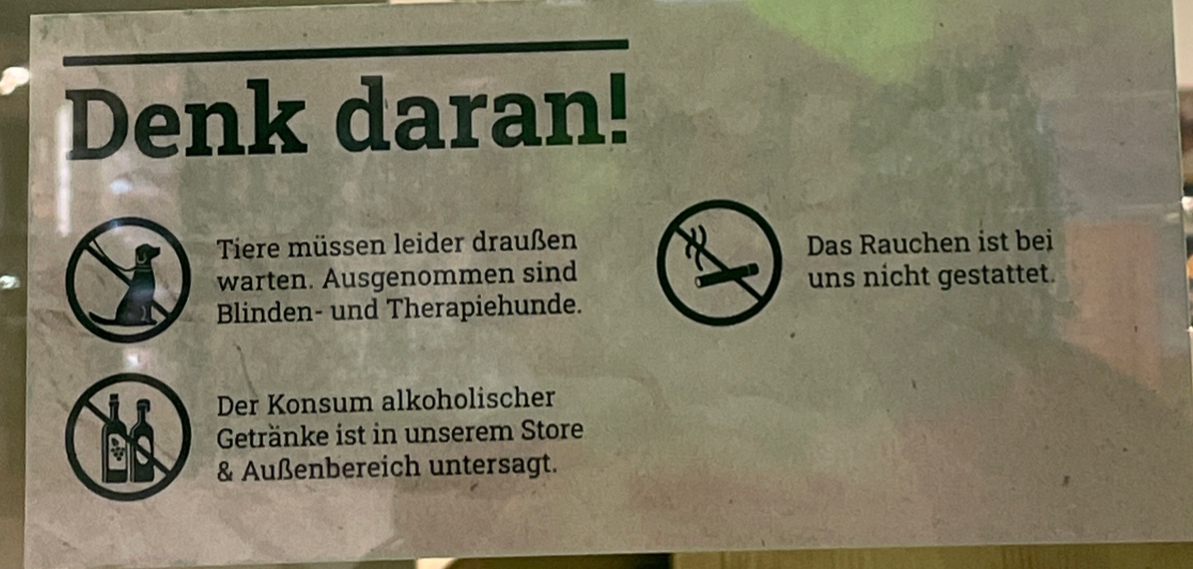 Denk daran!
Tiere müssen leider draußen
warten. Ausgenommen sind
Blinden- und Therapiehunde.
Das Rauchen ist bei
uns nicht gestattet.
Der Konsum alkoholischer
Getränke ist in unserem Store
& Außenbereich untersagt.